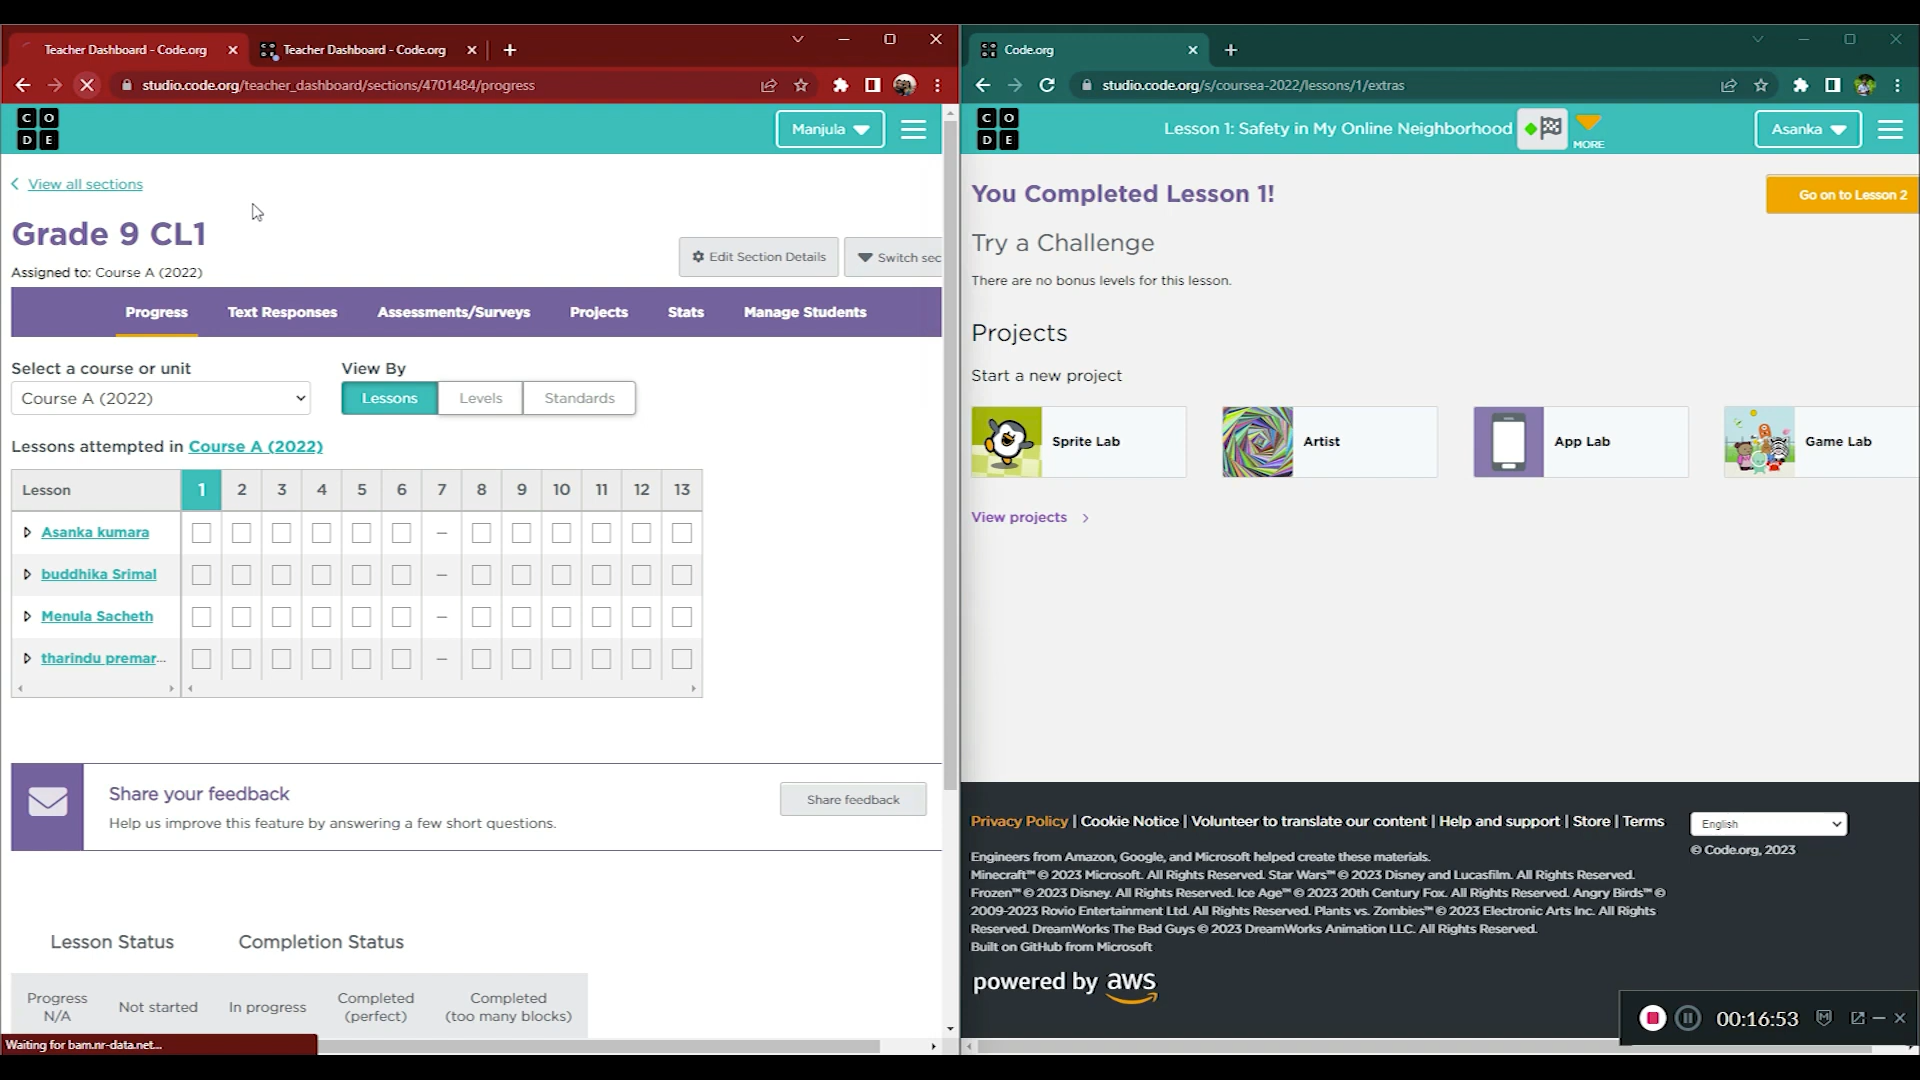 Teacher Dashboard - Code.org
Teacher Dashboard - Code.org
studio.code.org/teacher_dashboard/sections/4701484/progress
C O D E
Manjula
View all sections
Grade 9 CL1
Edit Section Details
Switch sec
Assigned to: Course A (2022)
Progress
Text Responses
Assessments/Surveys
Projects
Stats
Manage Students
Select a course or unit
View By
Course A (2022)
Lessons
Levels
Standards
Lessons attempted in Course A (2022)
Lesson 1 2 3 4 5 6 7 8 9 10 11 12 13
Asanka kumara
buddhika Srimal
Menula Sacheth
tharindu premar...
Share your feedback
Help us improve this feature by answering a few short questions.
Share feedback
Lesson Status
Completion Status
Progress N/A
Not started
In progress
Completed (perfect)
Completed (too many blocks)
Waiting for bam.nr-data.net...
Code.org
studio.code.org/s/coursea-2022/lessons/1/extras
C O D E
Lesson 1: Safety in My Online Neighborhood
MORE
Asanka
You Completed Lesson 1!
Go on to Lesson 2
Try a Challenge
There are no bonus levels for this lesson.
Projects
Start a new project
Sprite Lab
Artist
App Lab
Game Lab
View projects
Privacy Policy | Cookie Notice | Volunteer to translate our content | Help and support | Store | Terms
English
© Code.org, 2023
Engineers from Amazon, Google, and Microsoft helped create these materials.
Minecraft™ © 2023 Microsoft. All Rights Reserved. Star Wars™ © 2023 Disney and Lucasfilm. All Rights Reserved.
Frozen™ © 2023 Disney. All Rights Reserved. Ice Age™ © 2023 20th Century Fox. All Rights Reserved. Angry Birds™ ©
2009-2023 Rovio Entertainment Ltd. All Rights Reserved. Plants vs. Zombies™ © 2023 Electronic Arts Inc. All Rights
Reserved. DreamWorks The Bad Guys © 2023 DreamWorks Animation LLC. All Rights Reserved.
Built on GitHub from Microsoft
powered by aws
00:16:53